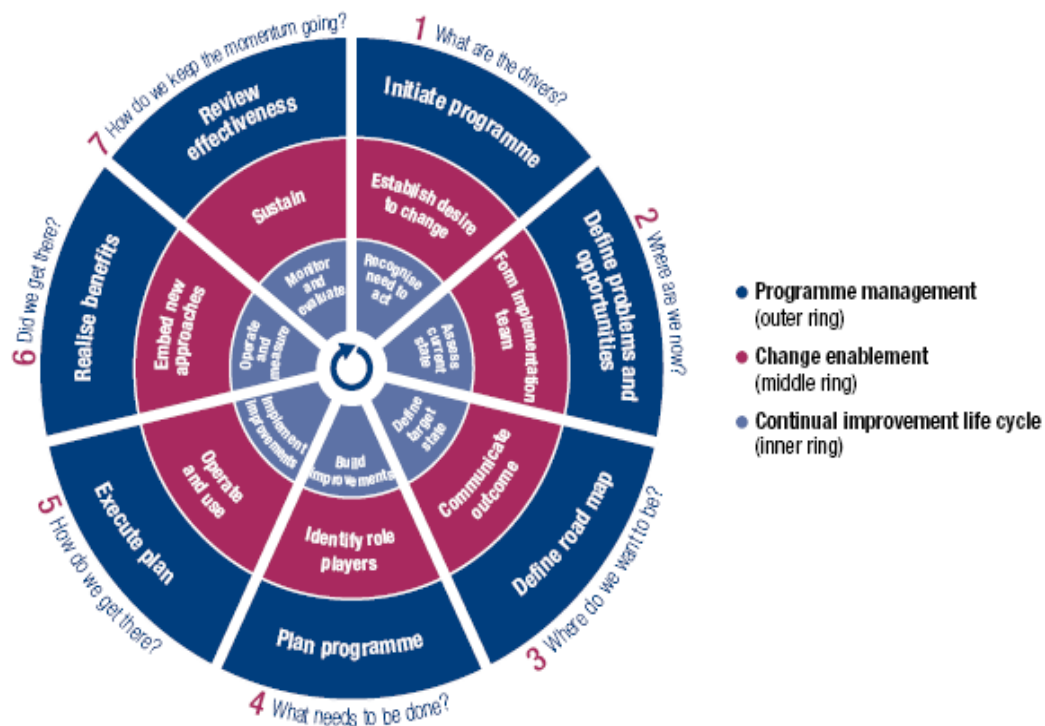 1 What are the drivers?
Initiate programme
Establish desire
to change
Recognise
need to
act
2 Where are we now?
Define problems and
opportunities
Form implementation
team
Assess
current
state
3 Where do we want to be?
Define road map
Communicate
outcome
Define
target
state
4 What needs to be done?
Plan programme
Identify role
players
Build
improvements
5 How do we get there?
Execute plan
Operate
and use
Implement
improvements
6 Did we get there?
Realise benefits
Embed new
approaches
Operate
and
measure
7 How do we keep the momentum going?
Review
effectiveness
Sustain
Monitor
and
evaluate
Programme management
(outer ring)
Change enablement
(middle ring)
Continual improvement life cycle
(inner ring)